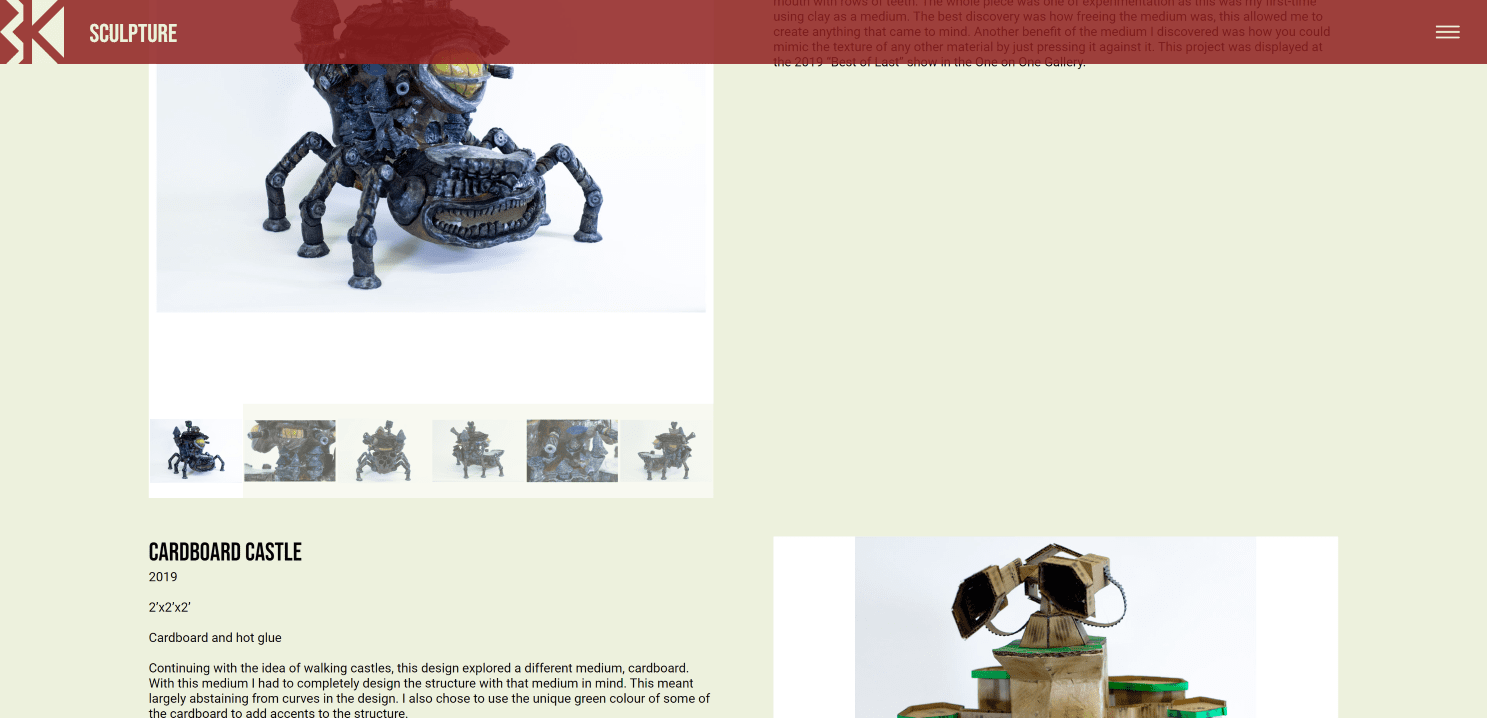 SCULPTURE
mouth with rows of teeth. The whole piece was one of experimentation as this was my first-time
using clay as a medium. The best discovery was how freeing the medium was, this allowed me to
create anything that came to mind. Another benefit of the medium I discovered was how you could
mimic the texture of any other material by just pressing it against it. This project was displayed at
the 2019 "Best of Last" show in the One on One Gallery.
CARDBOARD CASTLE
2019
2'x2'x2'
Cardboard and hot glue
Continuing with the idea of walking castles, this design explored a different medium, cardboard.
With this medium I had to completely design the structure with that medium in mind. This meant
largely abstaining from curves in the design. I also chose to use the unique green colour of some of
the cardboard to add accents to the structure.